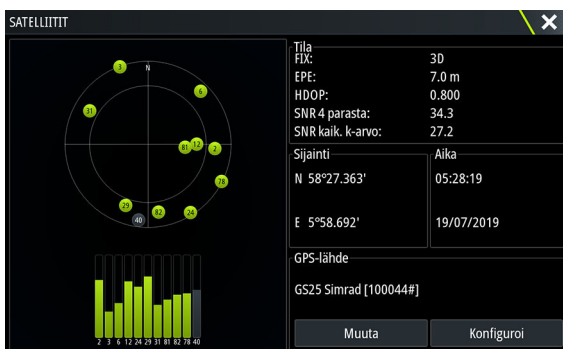 SATELLIITIT
3
N
6
31
81
12
2
78
29
82
24
40
2 3 6 12 24 29 31 81 82 78 40
Tila
FIX: 3D
EPE: 7.0 m
HDOP: 0.800
SNR 4 parasta: 34.3
SNR kaik. k-arvo: 27.2
Sijainti
N 58°27.363'
E 5°58.692'
Aika
05:28:19
19/07/2019
GPS-lähde
GS25 Simrad [100044#]
Muuta
Konfiguroi